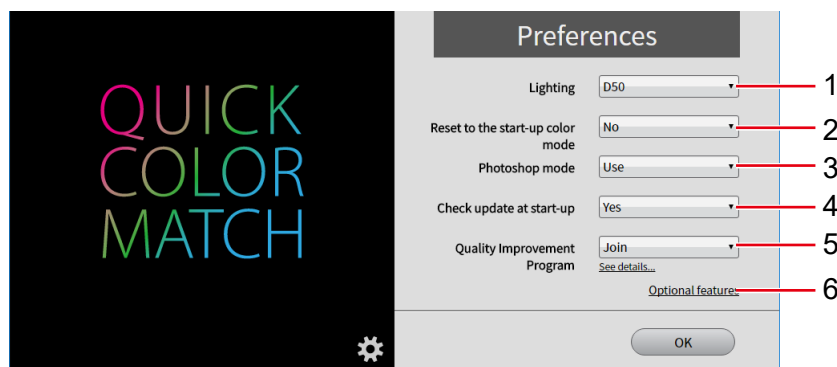 QUICK
COLOR
MATCH
Preferences
Lighting
D50
1
Reset to the start-up color
mode
No
2
Photoshop mode
Use
3
Check update at start-up
Yes
4
Quality Improvement
Program
Join
5
See details...
Optional features
6
OK